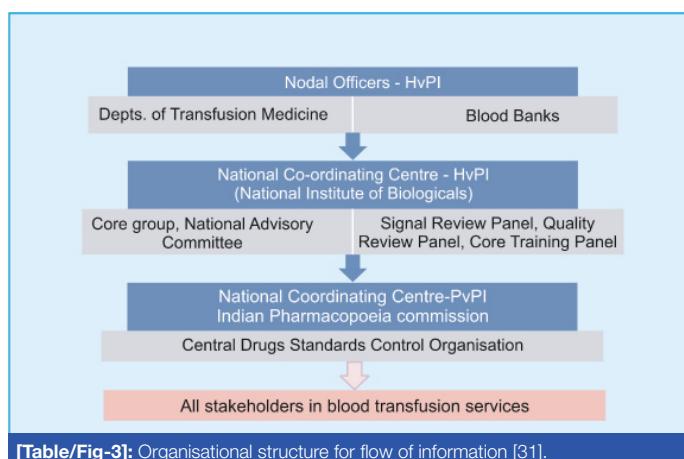 Nodal Officers - HvPI
Depts. of Transfusion Medicine
Blood Banks
National Co-ordinating Centre - HvPI
(National Institute of Biologicals)
Core group, National Advisory
Committee
Signal Review Panel, Quality
Review Panel, Core Training Panel
National Coordinating Centre-PvPI
Indian Pharmacopoeia commission
Central Drugs Standards Control Organisation
All stakeholders in blood transfusion services
[Table/Fig-3]: Organisational structure for flow of information [31].